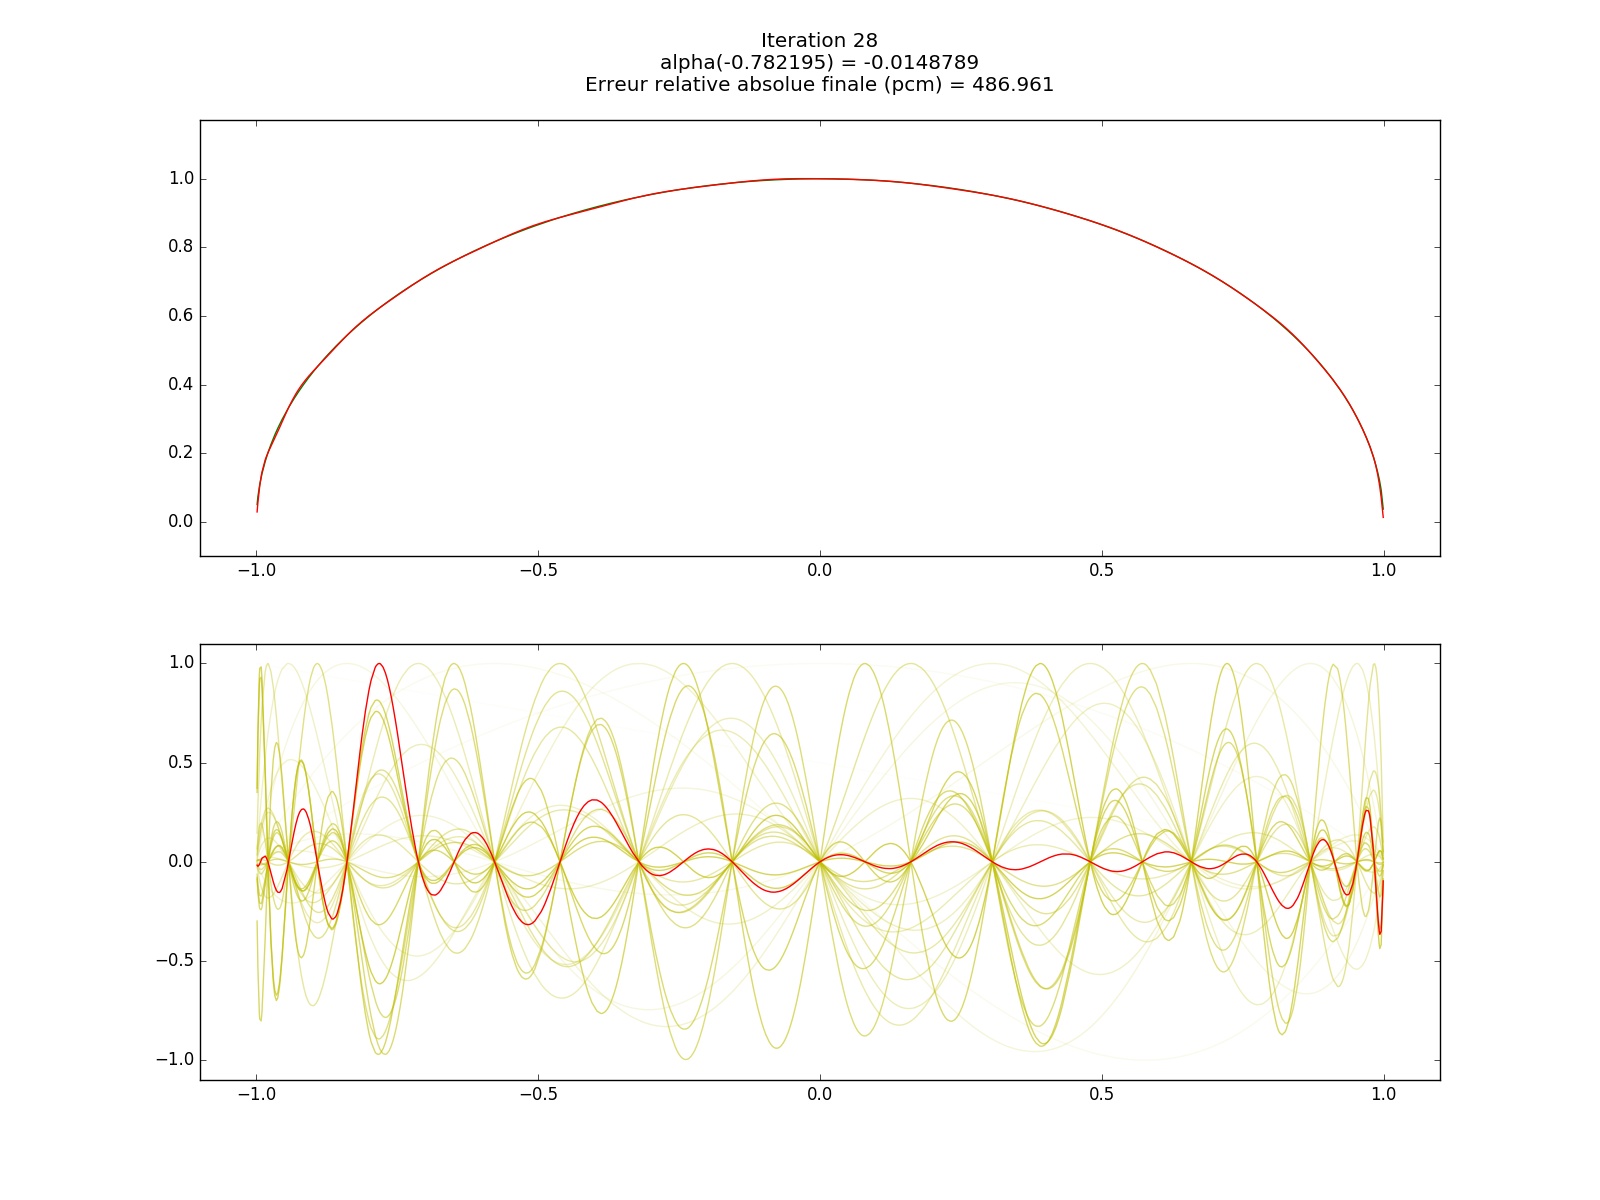 Iteration 28
alpha(-0.782195) = -0.0148789
Erreur relative absolue finale (pcm) = 486.961
1.0
0.8
0.6
0.4
0.2
0.0
−1.0 −0.5 0.0 0.5 1.0
1.0
0.5
0.0
−0.5
−1.0
−1.0 −0.5 0.0 0.5 1.0